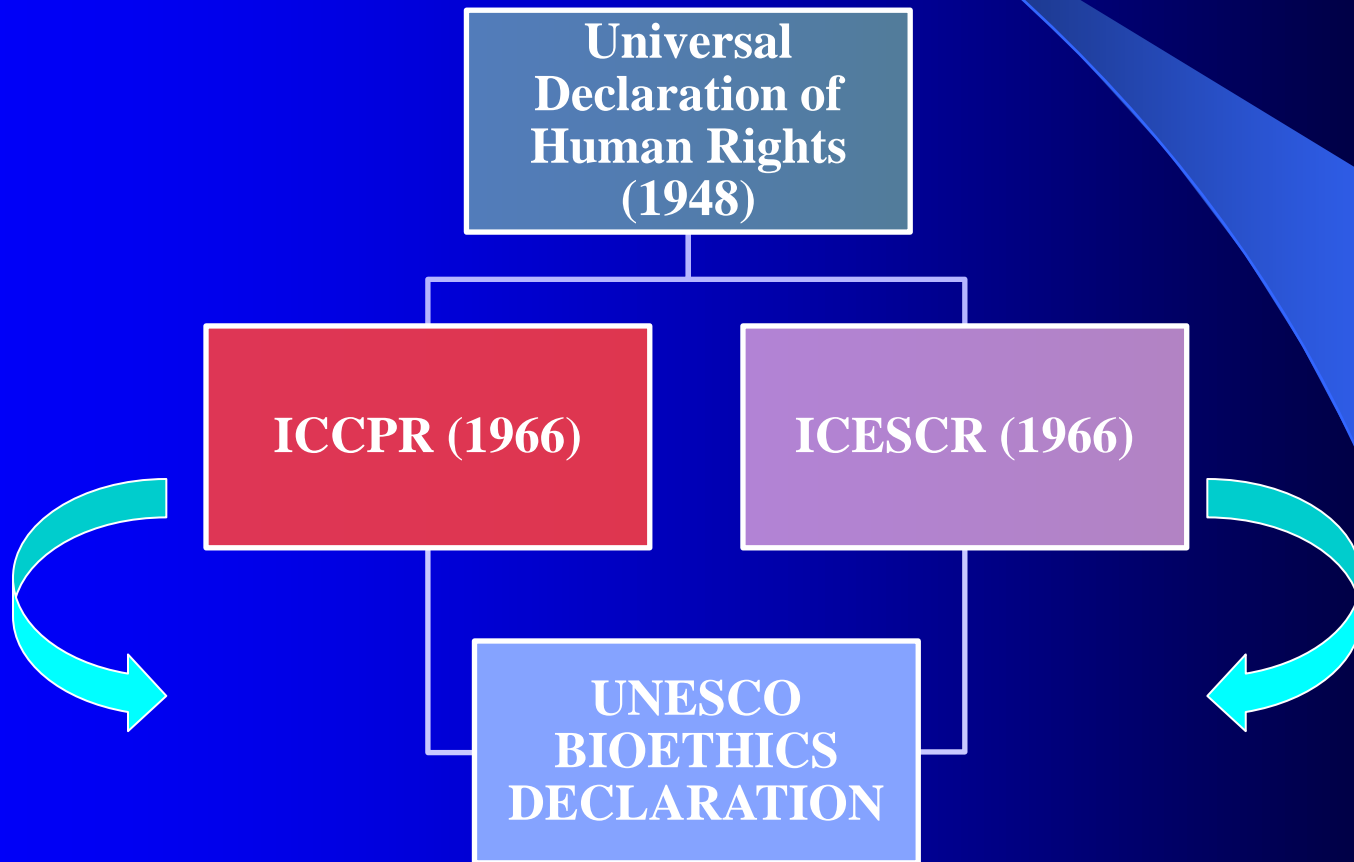 Universal
Declaration of
Human Rights
(1948)
ICCPR (1966)
ICESCR (1966)
UNESCO
BIOETHICS
DECLARATION